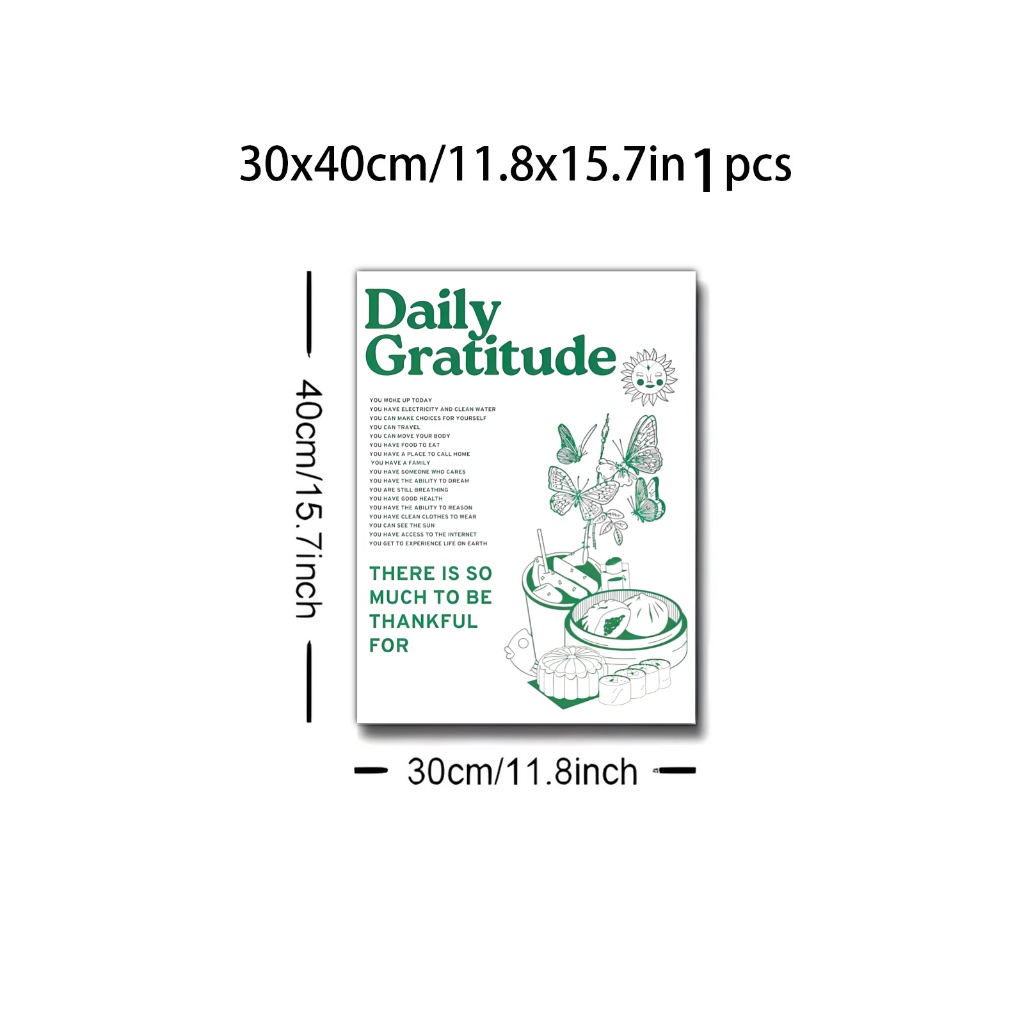 30x40cm/11.8x15.7in 1pcs
Daily
Gratitude
YOU WOKE UP TODAY
YOU HAVE ELECTRICITY AND CLEAN WATER
YOU CAN MAKE CHOICES FOR YOURSELF
YOU CAN TRAVEL
YOU CAN MOVE YOUR BODY
YOU HAVE FOOD TO EAT
YOU HAVE A PLACE TO CALL HOME
YOU HAVE A FAMILY
YOU HAVE SOMEONE WHO CARES
YOU HAVE THE ABILITY TO DREAM
YOU ARE STILL BREATHING
YOU HAVE GOOD HEALTH
YOU HAVE THE ABILITY TO REASON
YOU HAVE CLEAN CLOTHES TO WEAR
YOU CAN SEE THE SUN
YOU HAVE ACCESS TO THE INTERNET
YOU GET TO EXPERIENCE LIFE ON EARTH
THERE IS SO
MUCH TO BE
THANKFUL
FOR
40cm/15.7inch
30cm/11.8inch